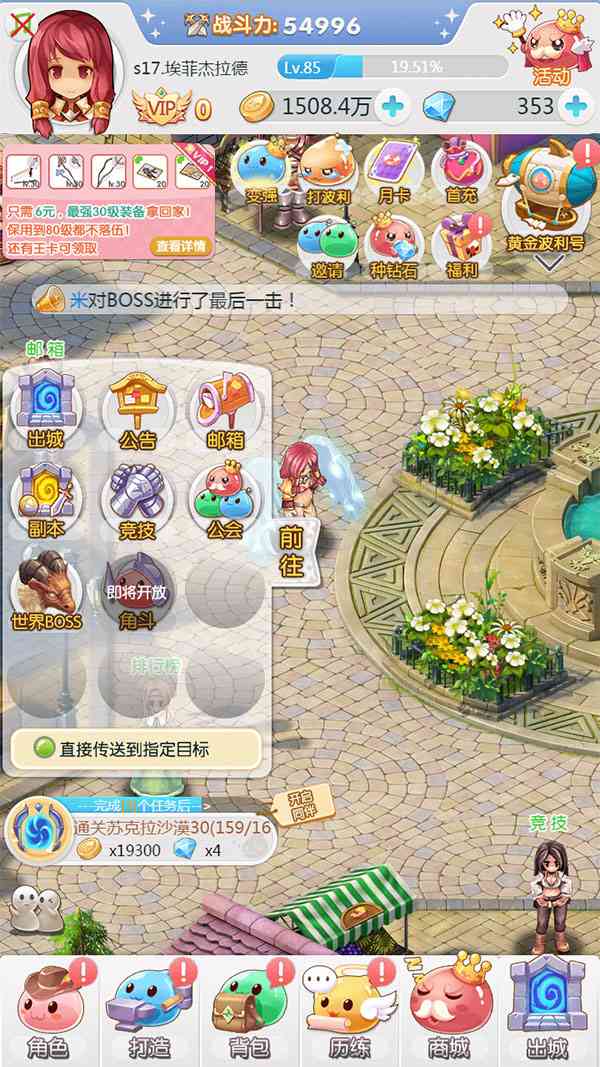 战斗力: 54996
s17.埃菲杰拉德
Lv.85
19.51%
VIP 0
1508.4万
353
活动
lv.30
lv.30
lv.30
20
20
只需6元，最强30级装备拿回家！
保用到80级都不落伍！
还有王卡可领取
查看详情
变强
打波利
月卡
首充
黄金波利号
邀请
种钻石
福利
米对BOSS进行了最后一击！
邮箱
出城
公告
邮箱
副本
竞技
公会
前往
世界BOSS
即将开放
角斗
排行榜
直接传送到指定目标
个任务后
开启同伴
通关苏克拉沙漠30(159/16
x19300
x4
竞技
角色
打造
背包
历练
商城
出城